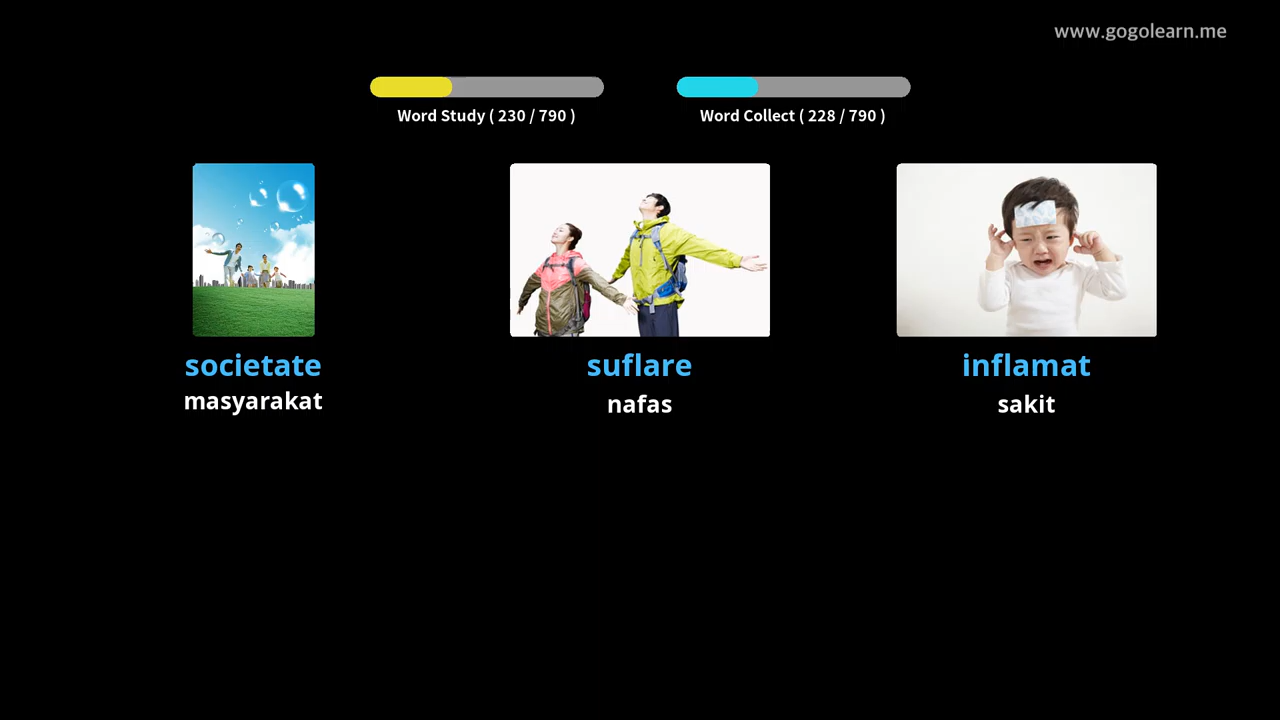 www.gogolearn.me
Word Study ( 230 / 790 )
Word Collect ( 228 / 790 )
societate
masyarakat
suflare
nafas
inflamat
sakit